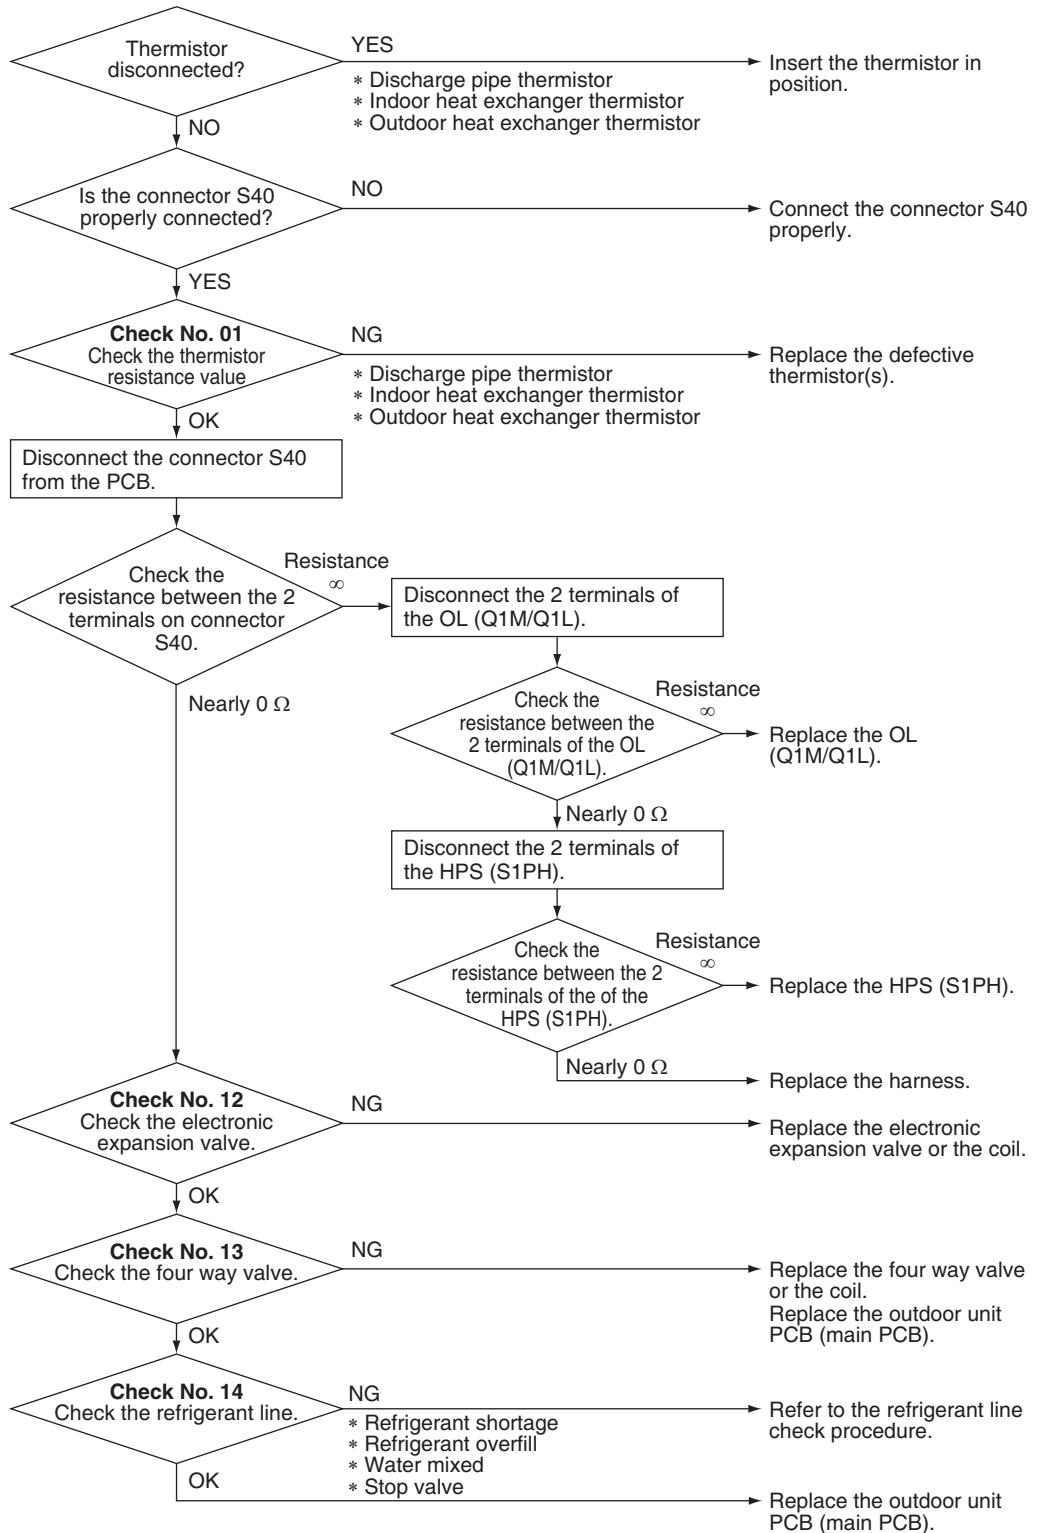 Thermistor
disconnected?
YES
∗ Discharge pipe thermistor
∗ Indoor heat exchanger thermistor
∗ Outdoor heat exchanger thermistor
Insert the thermistor in
position.
NO
Is the connector S40
properly connected?
NO
Connect the connector S40
properly.
YES
Check No. 01
Check the thermistor
resistance value
NG
∗ Discharge pipe thermistor
∗ Indoor heat exchanger thermistor
∗ Outdoor heat exchanger thermistor
Replace the defective
thermistor(s).
OK
Disconnect the connector S40
from the PCB.
Check the
resistance between the 2
terminals on connector
S40.
Resistance
∞
Disconnect the 2 terminals of
the OL (Q1M/Q1L).
Nearly 0 Ω
Check the
resistance between the
2 terminals of the OL
(Q1M/Q1L).
Resistance
∞
Replace the OL
(Q1M/Q1L).
Nearly 0 Ω
Disconnect the 2 terminals of
the HPS (S1PH).
Check the
resistance between the 2
terminals of the of the
HPS (S1PH).
Resistance
∞
Replace the HPS (S1PH).
Nearly 0 Ω
Replace the harness.
Check No. 12
Check the electronic
expansion valve.
NG
Replace the electronic
expansion valve or the coil.
OK
Check No. 13
Check the four way valve.
NG
Replace the four way valve
or the coil.
Replace the outdoor unit
PCB (main PCB).
OK
Check No. 14
Check the refrigerant line.
NG
∗ Refrigerant shortage
∗ Refrigerant overfill
∗ Water mixed
∗ Stop valve
Refer to the refrigerant line
check procedure.
OK
Replace the outdoor unit
PCB (main PCB).